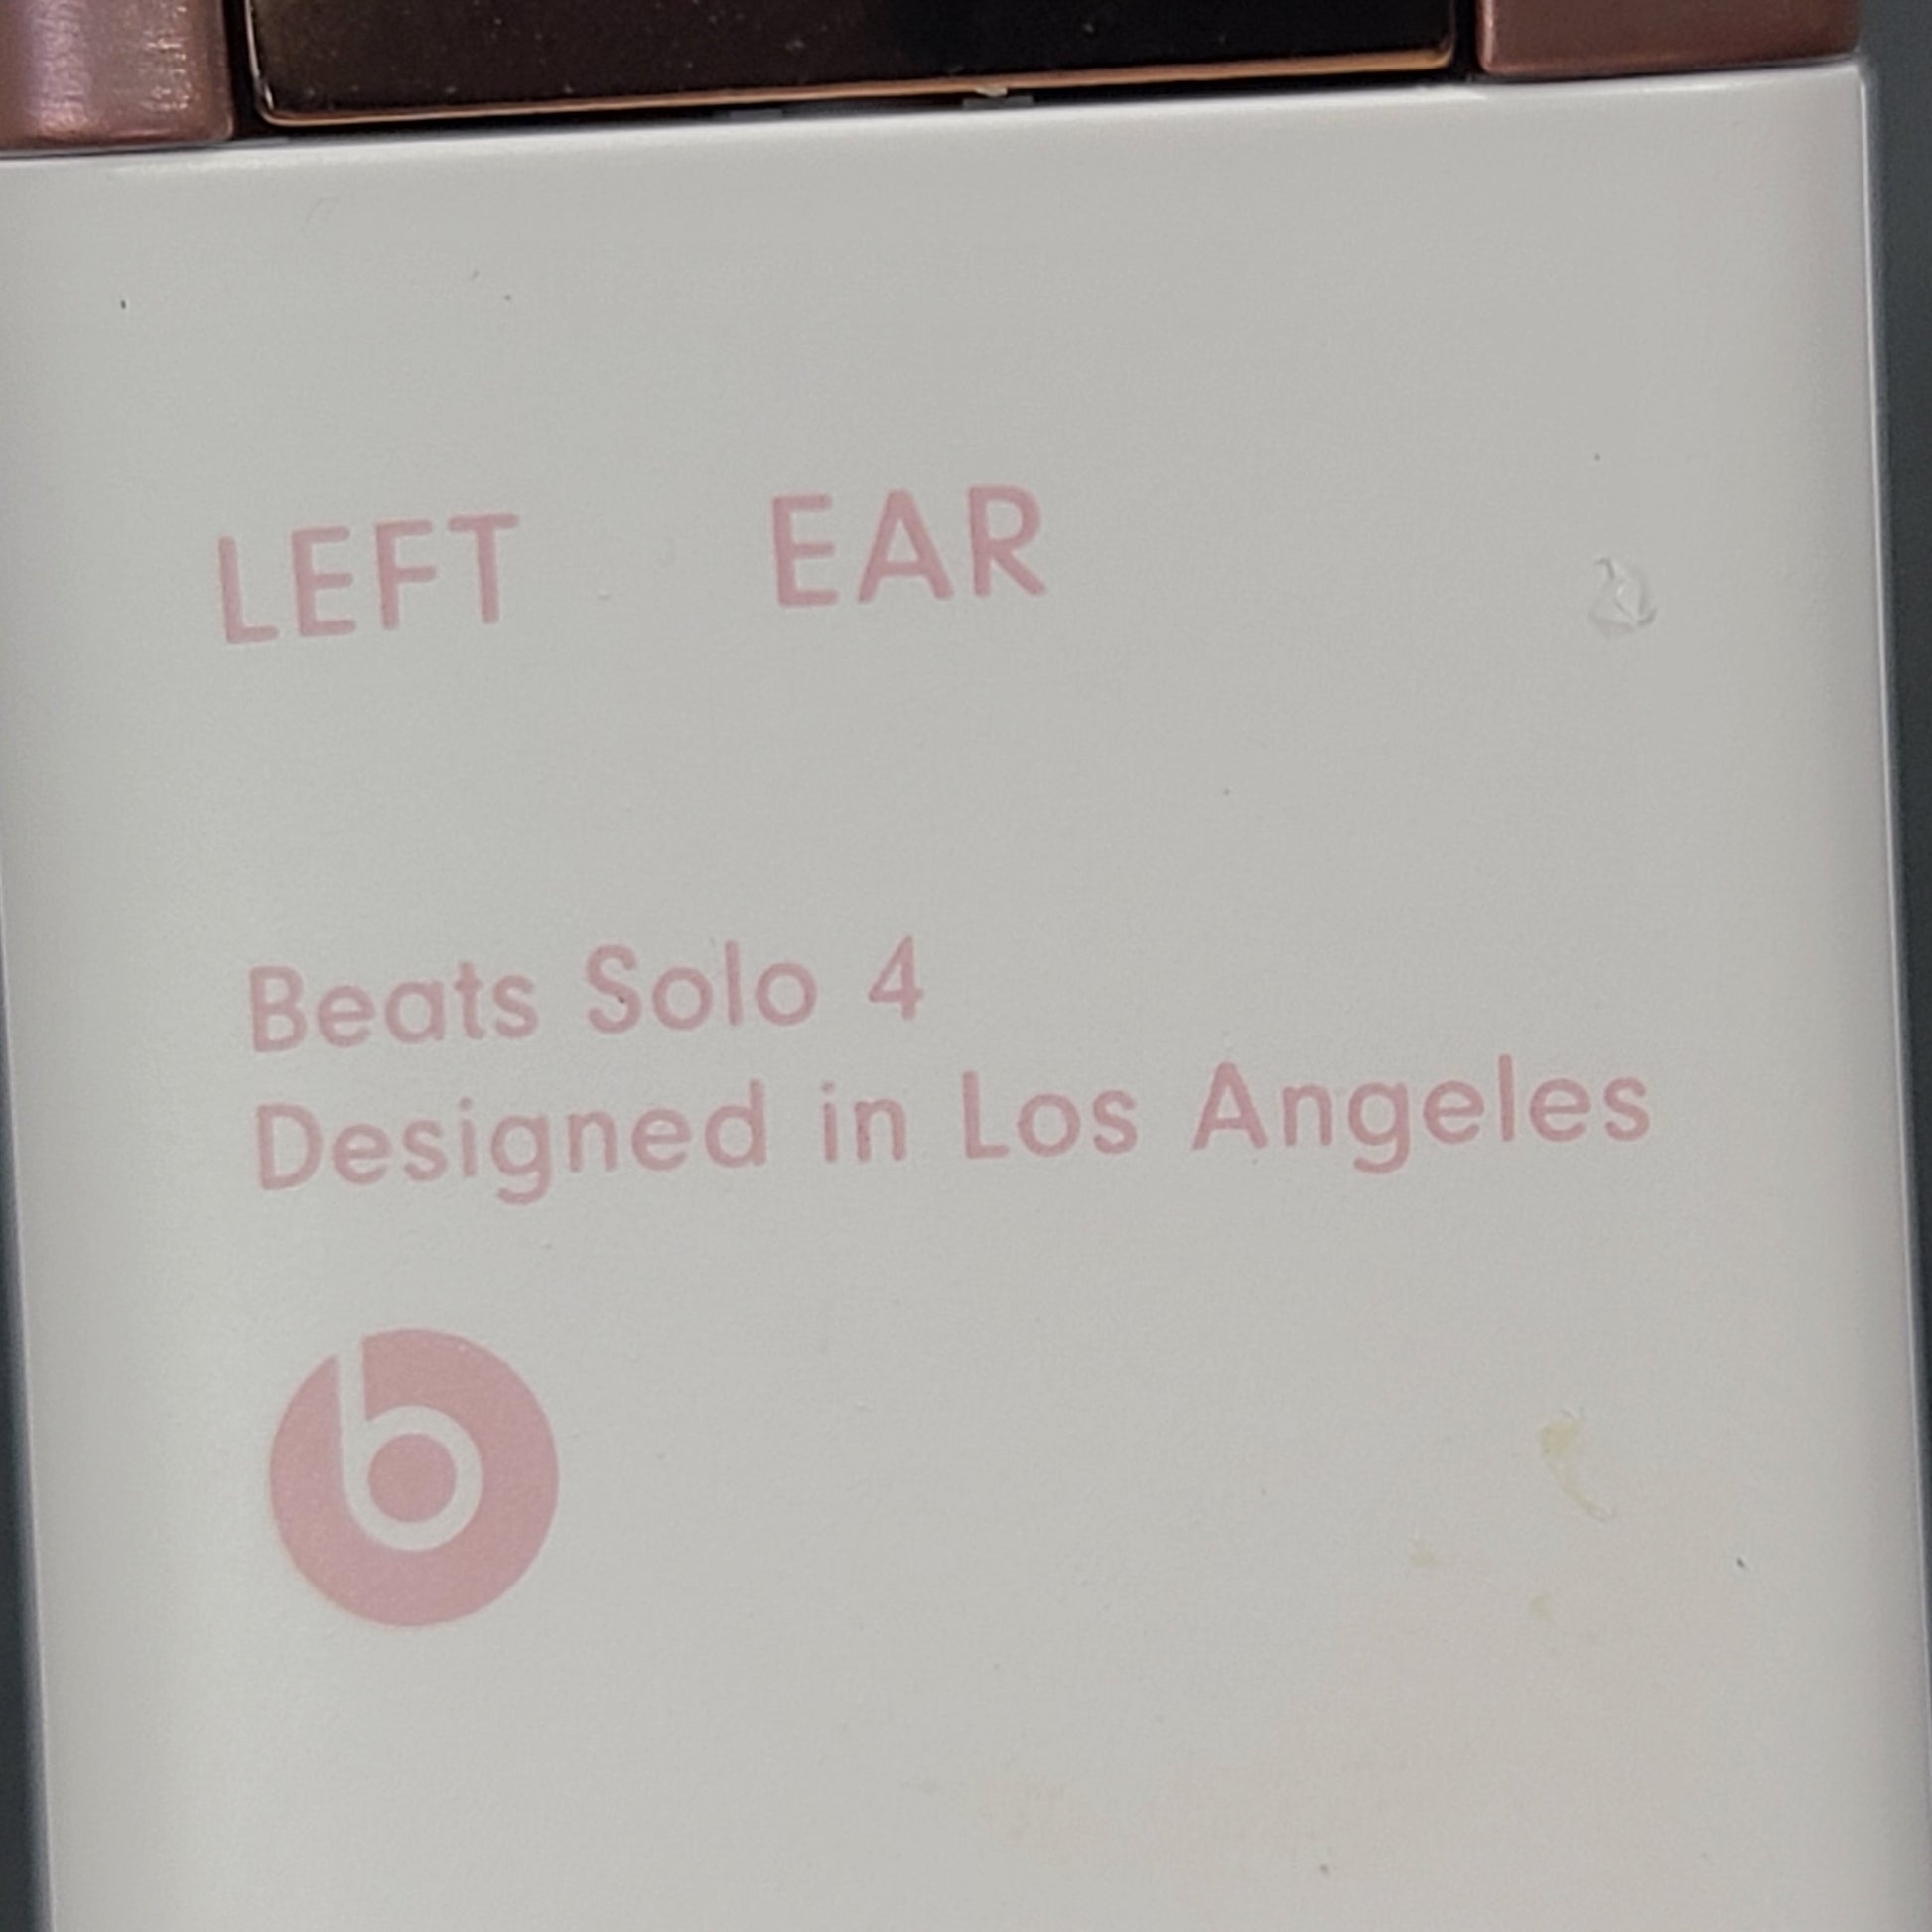 LEFT EAR
Beats Solo 4
Designed in Los Angeles
b